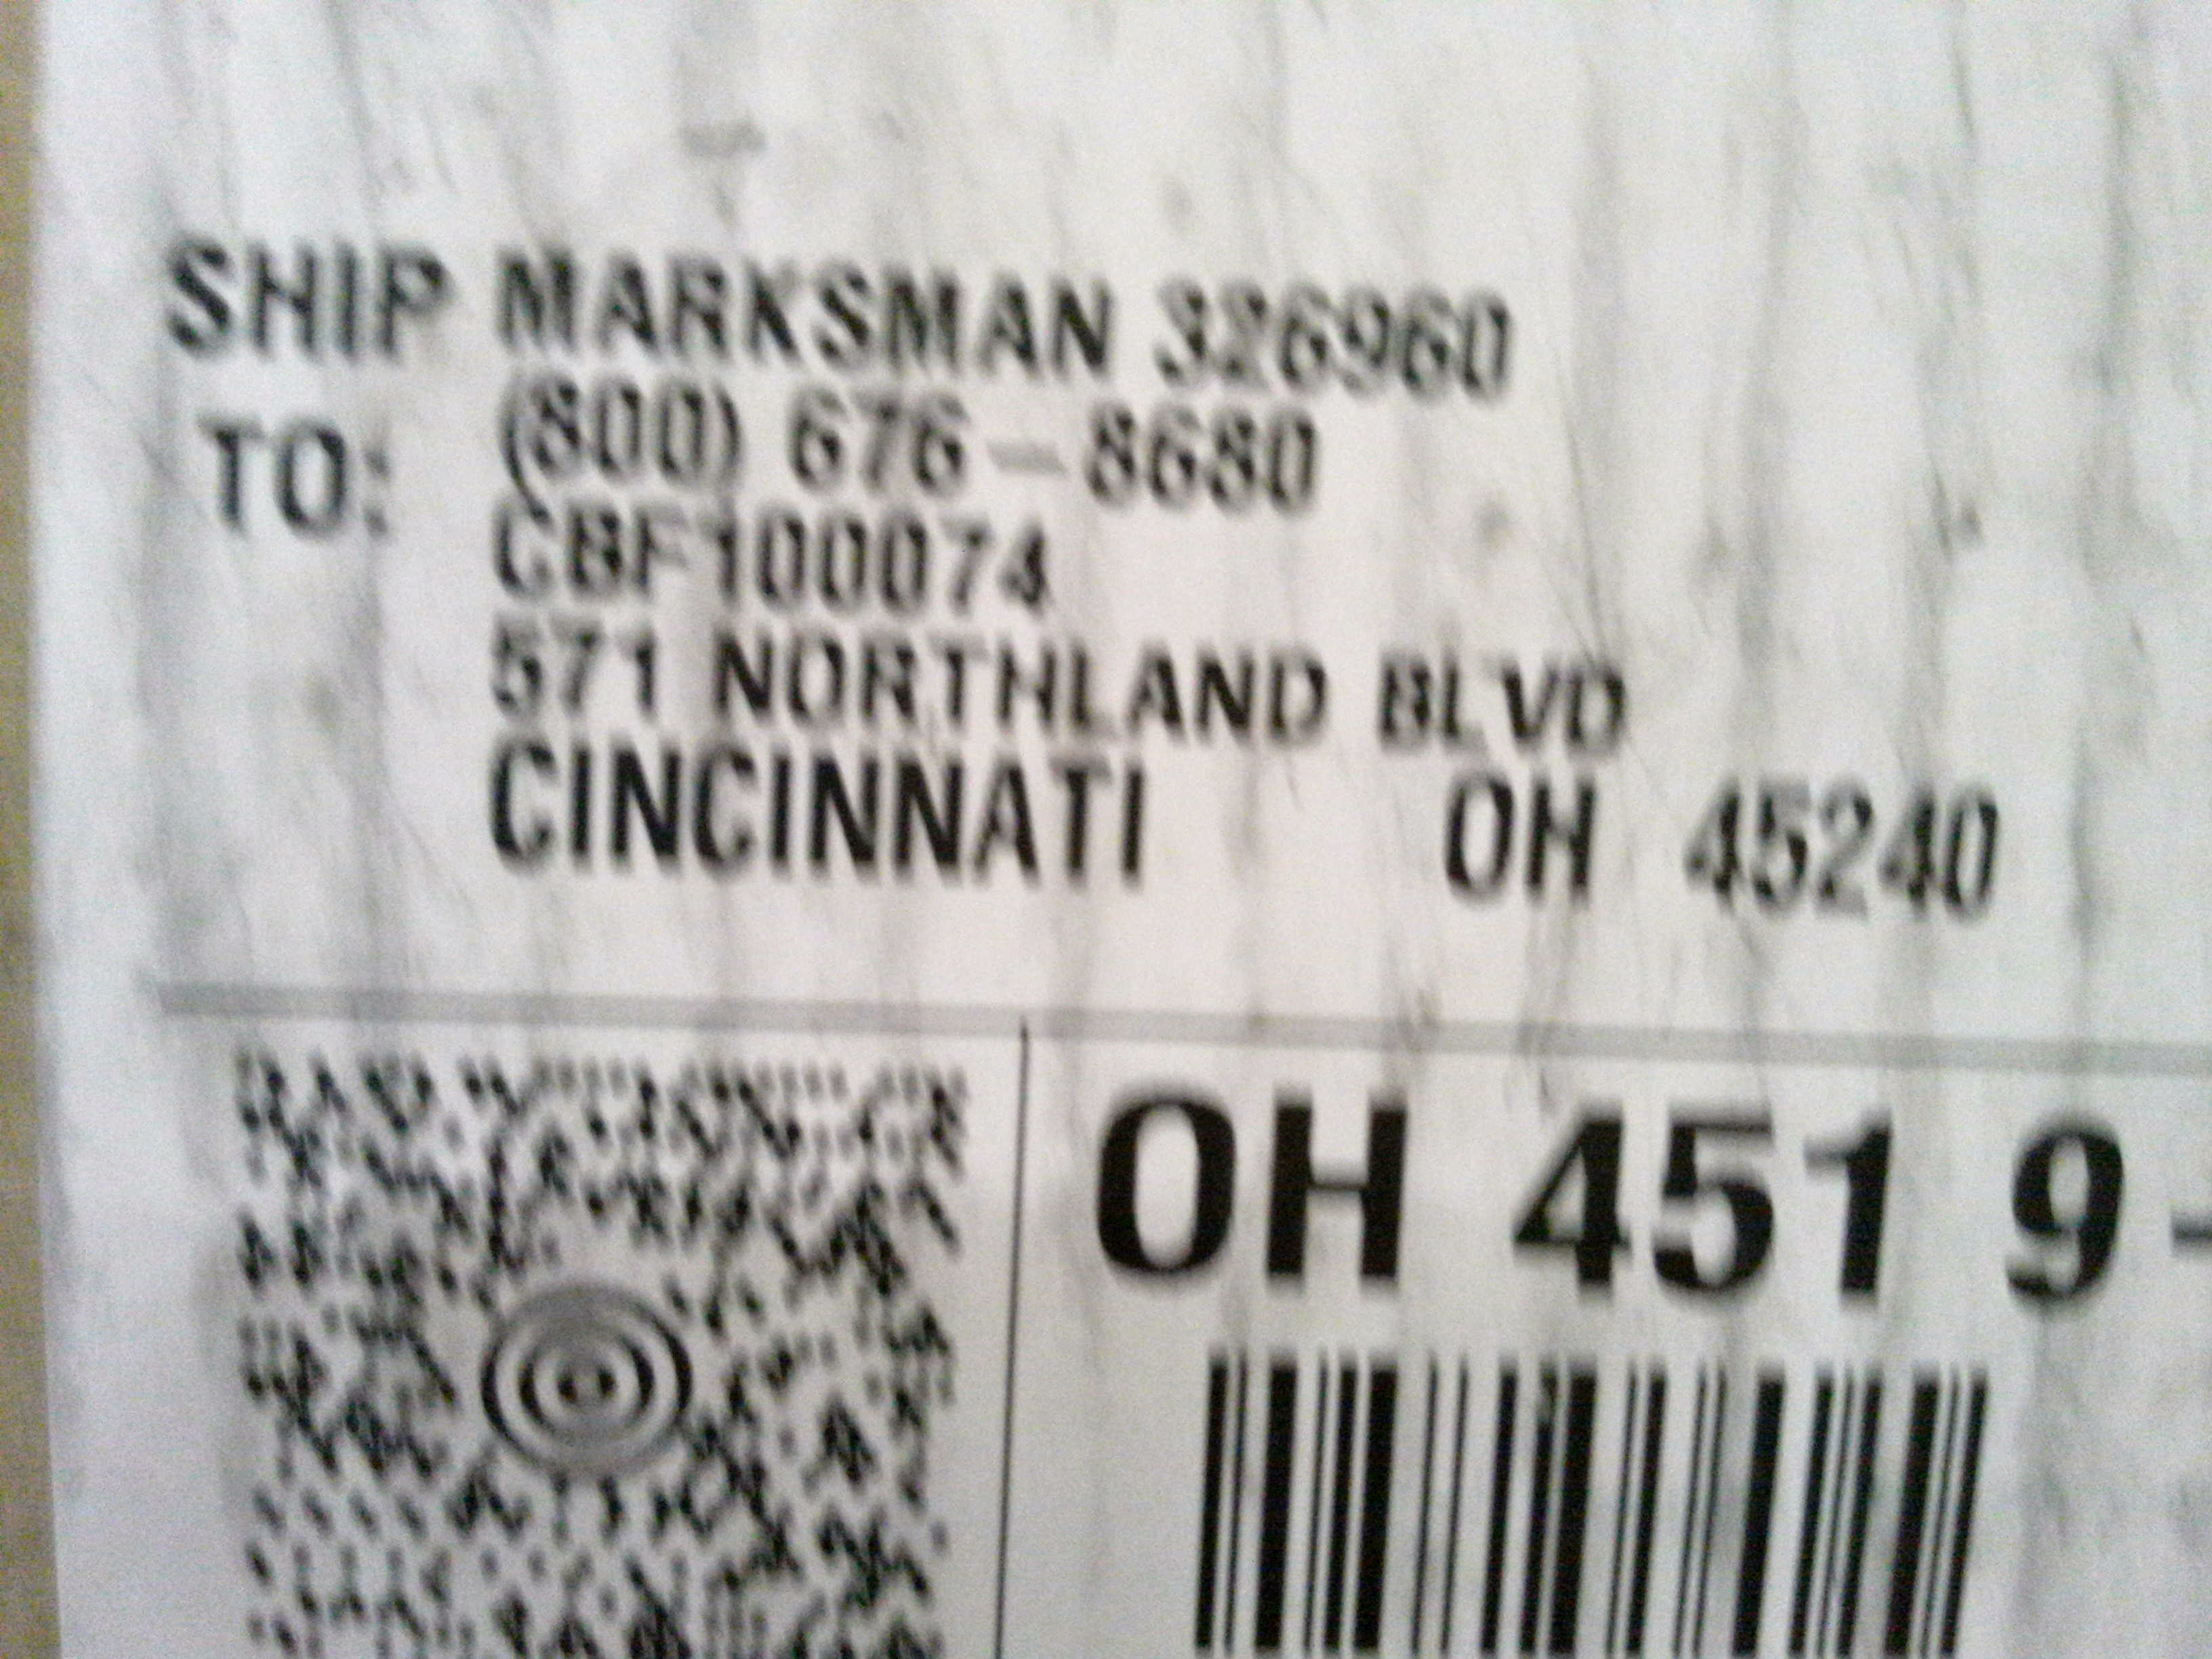 SHIP MARKSMAN 326960
TO: (800) 676-8680
CBF100074
571 NORTHLAND BLVD
CINCINNATI OH 45240
OH 451 9-